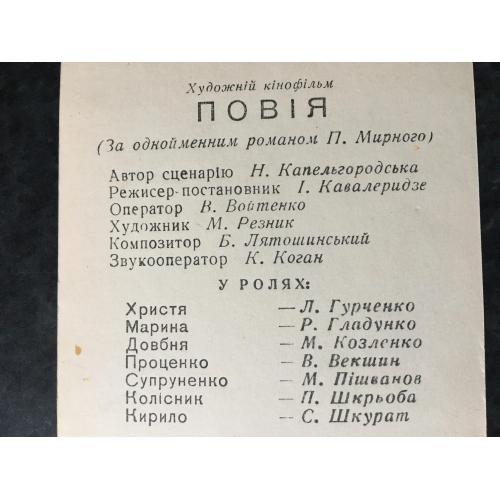 Художній кінофільм
ПОВІЯ
(За однойменним романом П. Мирного)
Автор сценарію Н. Капельгородська
Режисер-постановник І. Кавалеридзе
Оператор В. Войтенко
Художник М. Резник
Композитор Б. Лятошинський
Звукооператор К. Коган
У РОЛЯХ:
Христя — Л. Гурченко
Марина — Р. Гладунко
Довбня — М. Козленко
Проценко — В. Векшин
Супруненко — М. Пішванов
Колісник — П. Шкрьоба
Кирило — С. Шкурат